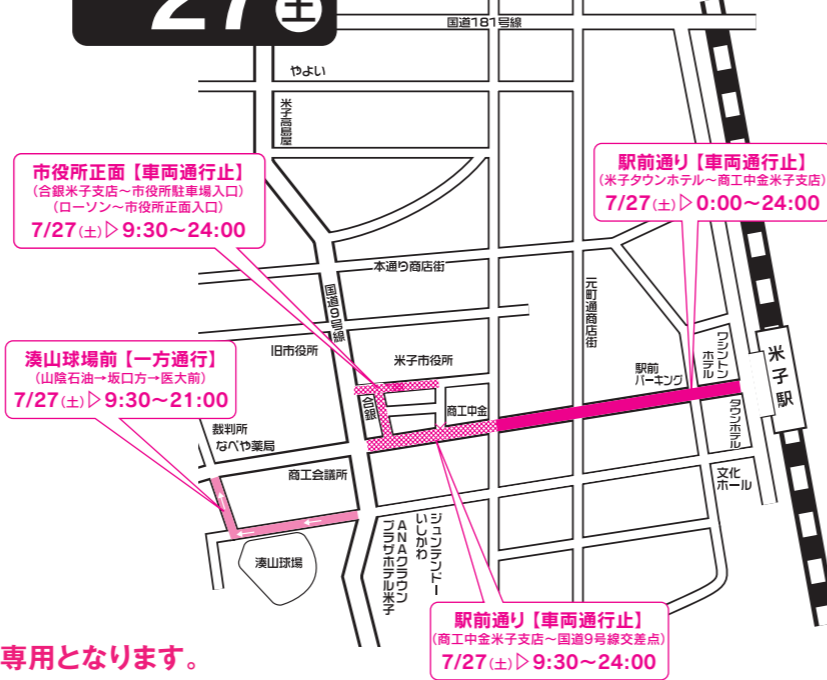 27 土
国道181号線
やよい
米子高島屋
市役所正面【車両通行止】
(合銀米子支店〜市役所駐車場入口)
(ローソン〜市役所正面入口)
7/27(土)▷9:30〜24:00
駅前通り【車両通行止】
(米子タウンホテル〜商工中金米子支店)
7/27(土)▷0:00〜24:00
本通り商店街
国道9号線
元町通商店街
旧市役所
米子市役所
湊山球場前【一方通行】
(山陰石油→坂口方→医大前)
7/27(土)▷9:30〜21:00
駅前
パーキング
ワシントン
ホテル
米子駅
合銀
商工中金
タウンホテル
裁判所
なべや薬局
商工会議所
文化
ホール
湊山球場
ジュンテンドー
いしかわ
ANAクラウン
プラザホテル米子
駅前通り【車両通行止】
(商工中金米子支店〜国道9号線交差点)
7/27(土)▷9:30〜24:00
専用となります。